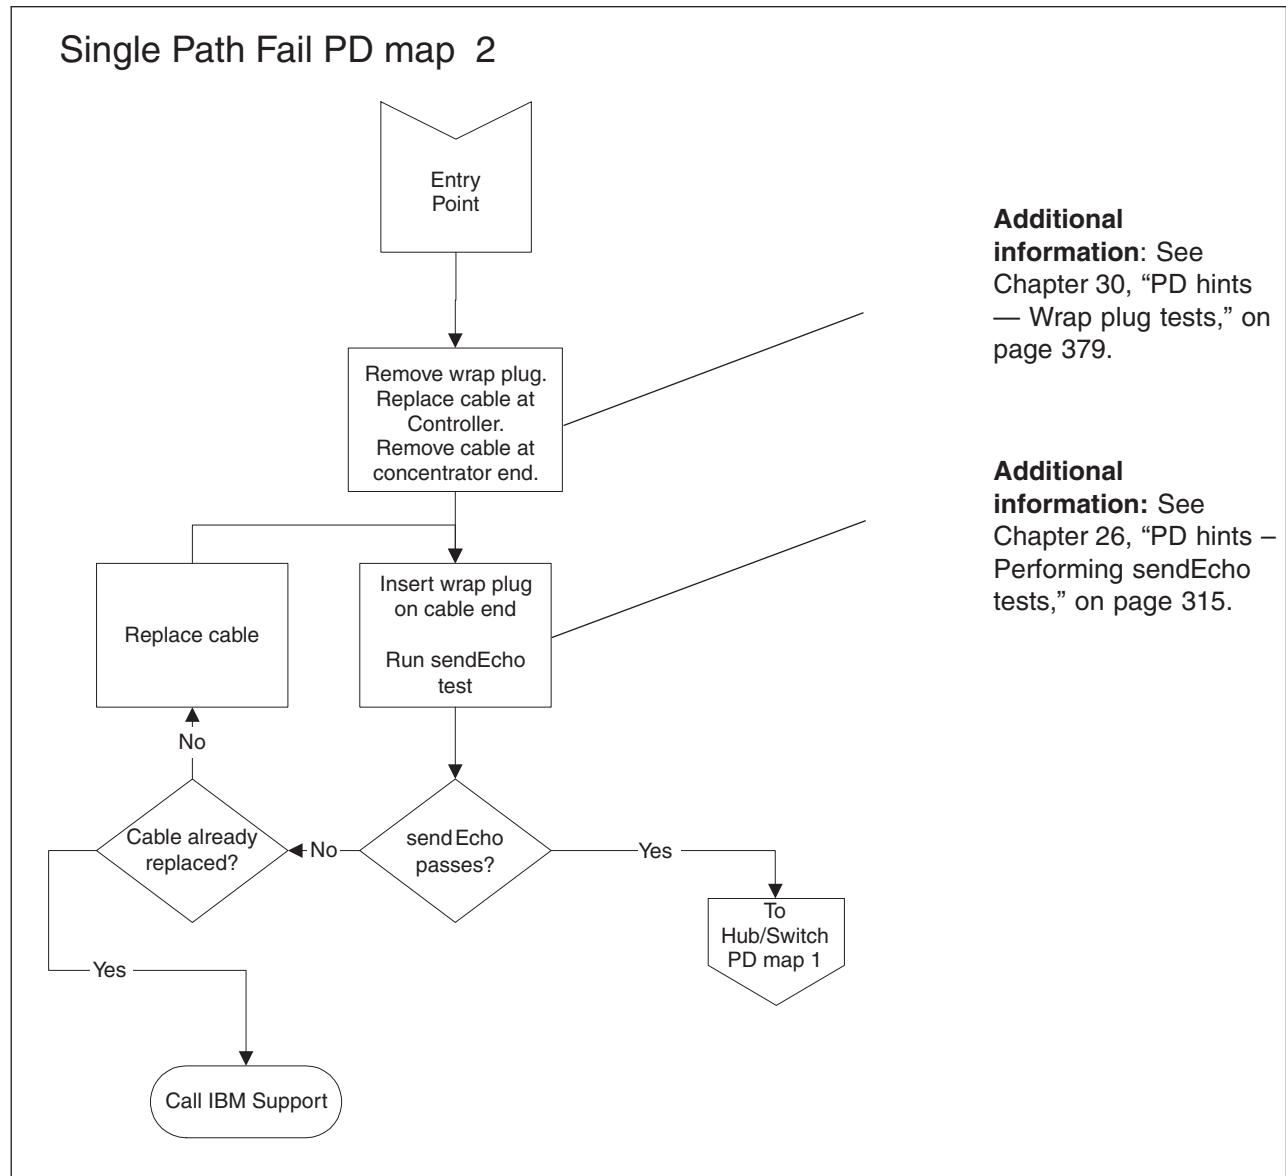 Single Path Fail PD map 2
Entry
Point
Additional
information: See
Chapter 30, “PD hints
— Wrap plug tests,” on
page 379.
Remove wrap plug.
Replace cable at
Controller.
Remove cable at
concentrator end.
Additional
information: See
Chapter 26, “PD hints –
Performing sendEcho
tests,” on page 315.
Insert wrap plug
on cable end
Run sendEcho
test
Replace cable
No
Cable already
replaced?
No
sendEcho
passes?
Yes
To
Hub/Switch
PD map 1
Yes
Call IBM Support